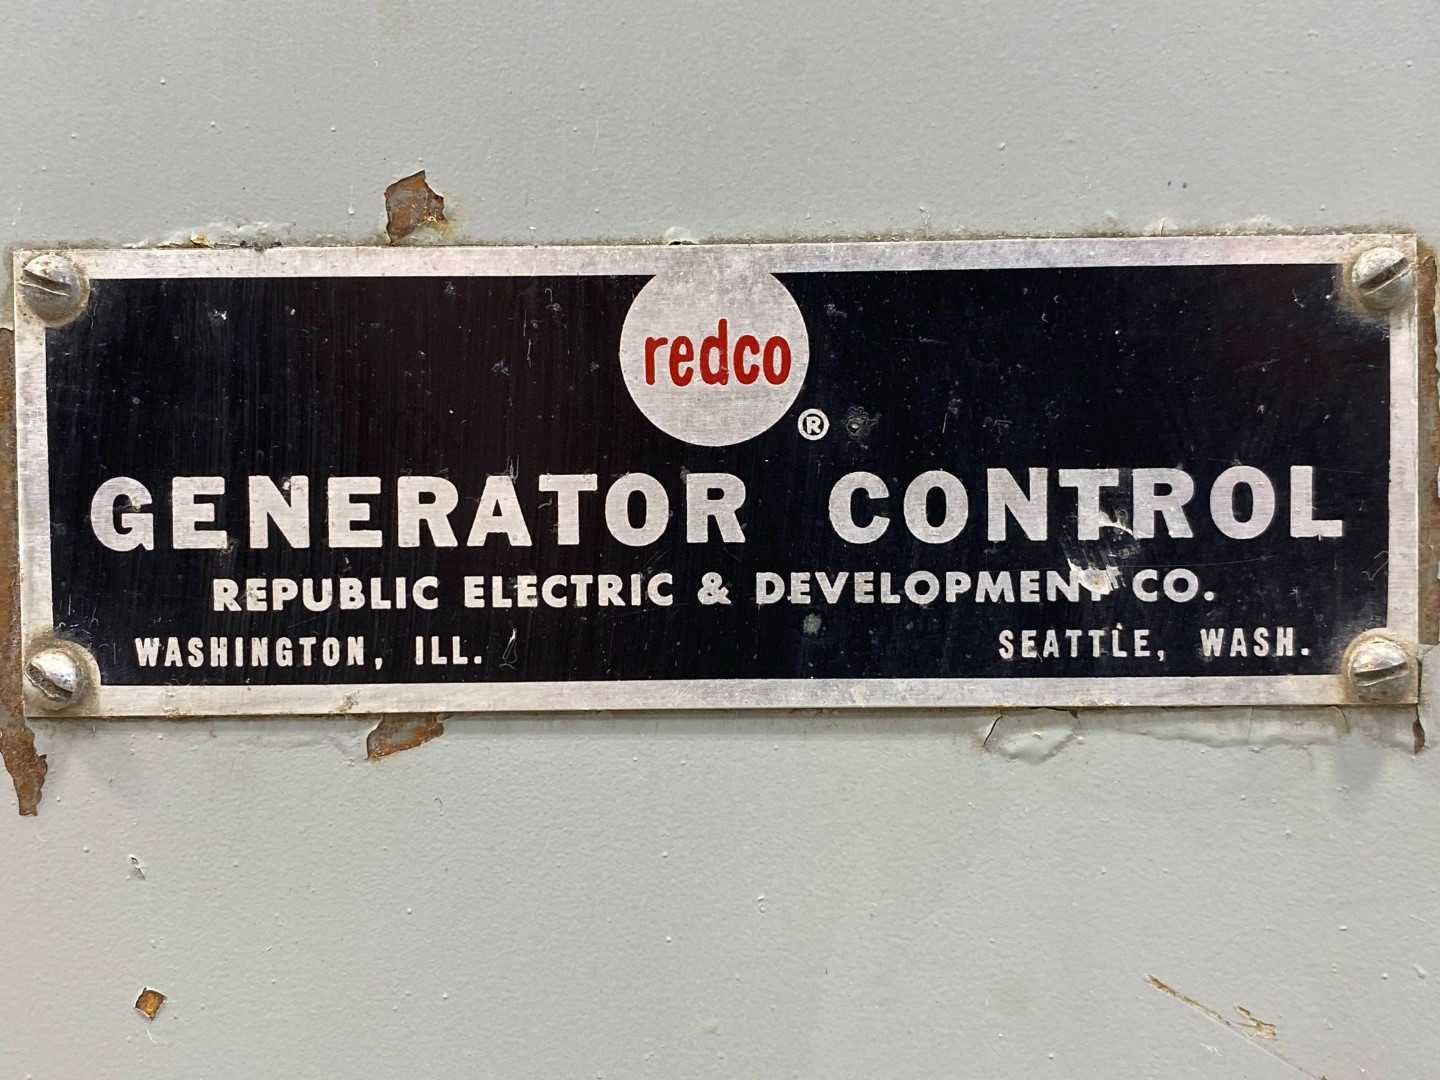 redco
®
GENERATOR CONTROL
REPUBLIC ELECTRIC & DEVELOPMENT CO.
WASHINGTON, ILL. SEATTLE, WASH.